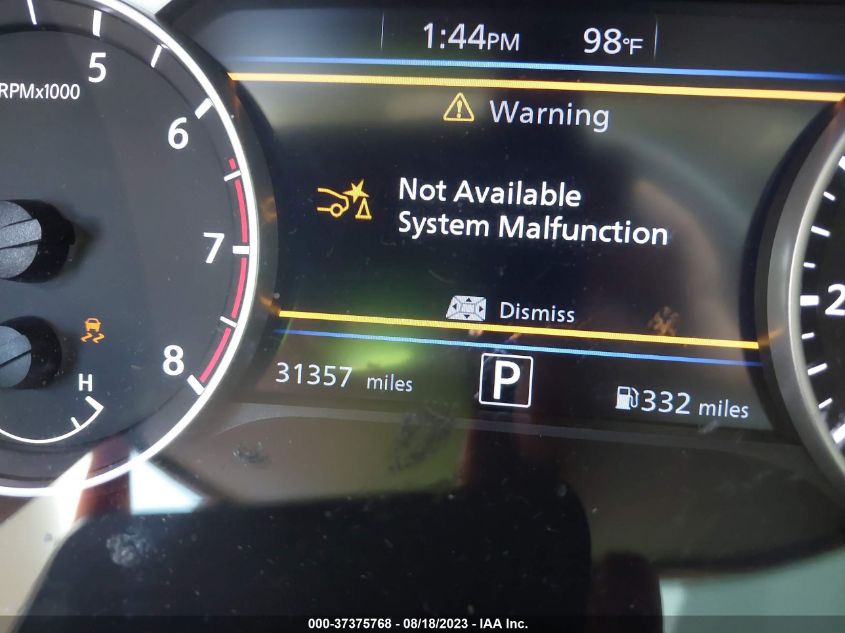 1:44PM 98°F
5
RPMx1000
Warning
6
Not Available
System Malfunction
7
Dismiss
2
8
H
31357 miles
P
332 miles
000-37375768 - 08/18/2023 - IAA Inc.